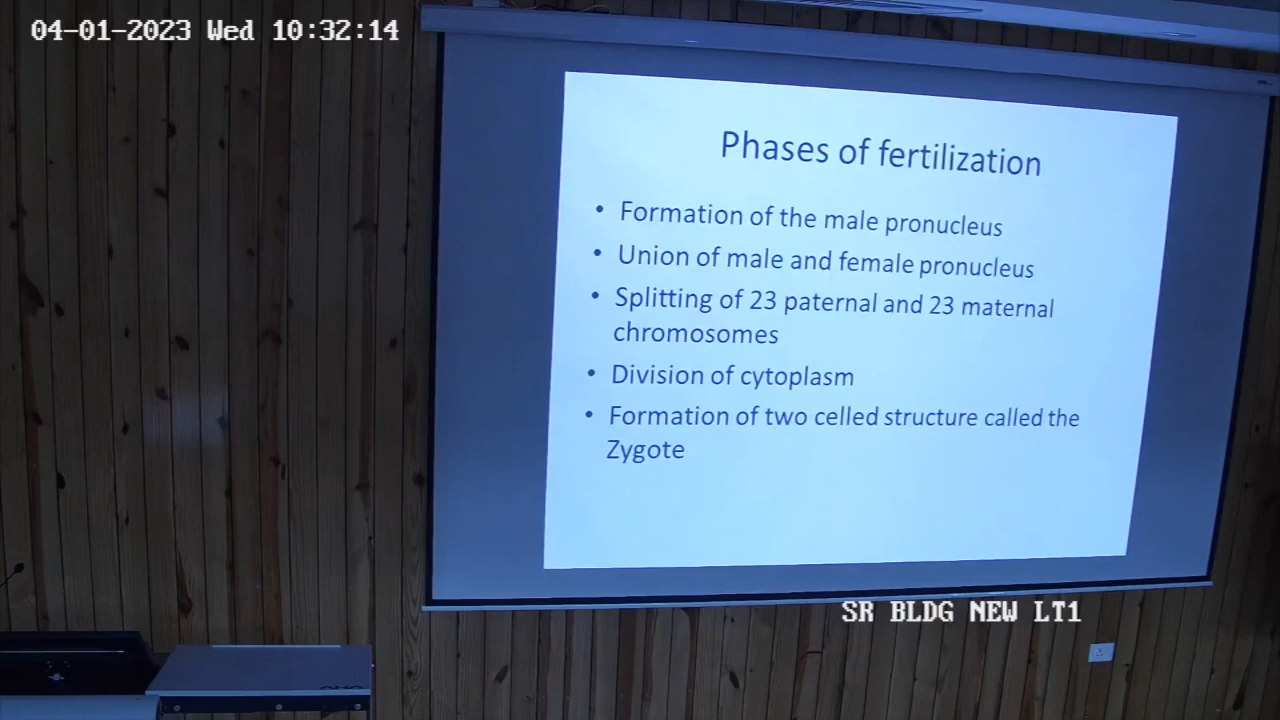 04-01-2023 Wed 10:32:14
Phases of fertilization
• Formation of the male pronucleus
• Union of male and female pronucleus
• Splitting of 23 paternal and 23 maternal
chromosomes
• Division of cytoplasm
• Formation of two celled structure called the
Zygote
SR BLDG NEW LT1